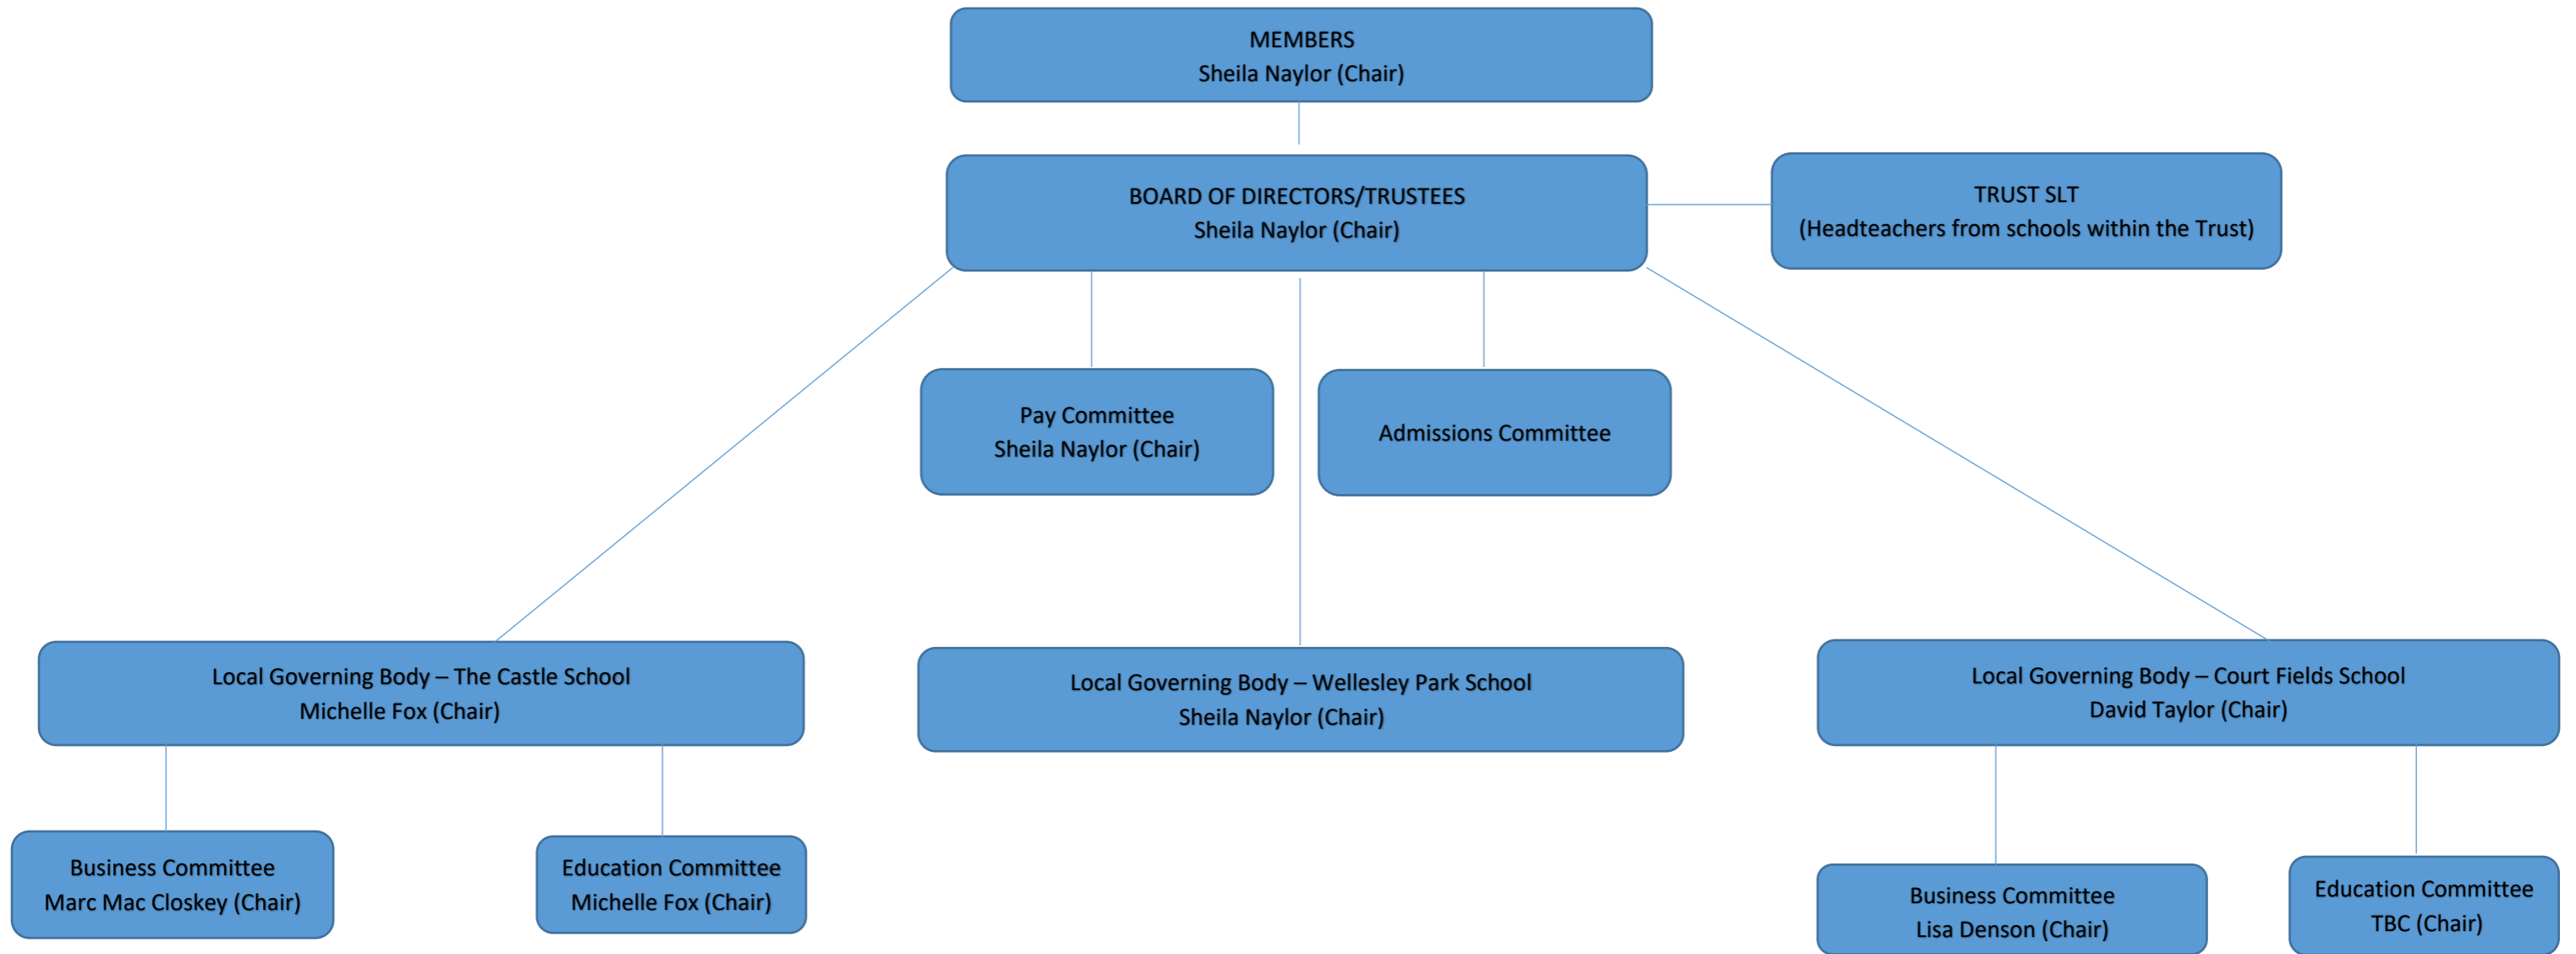 MEMBERS
Sheila Naylor (Chair)
BOARD OF DIRECTORS/TRUSTEES
Sheila Naylor (Chair)
TRUST SLT
(Headteachers from schools within the Trust)
Pay Committee
Sheila Naylor (Chair)
Admissions Committee
Local Governing Body – The Castle School
Michelle Fox (Chair)
Local Governing Body – Wellesley Park School
Sheila Naylor (Chair)
Local Governing Body – Court Fields School
David Taylor (Chair)
Business Committee
Marc Mac Closkey (Chair)
Education Committee
Michelle Fox (Chair)
Business Committee
Lisa Denson (Chair)
Education Committee
TBC (Chair)